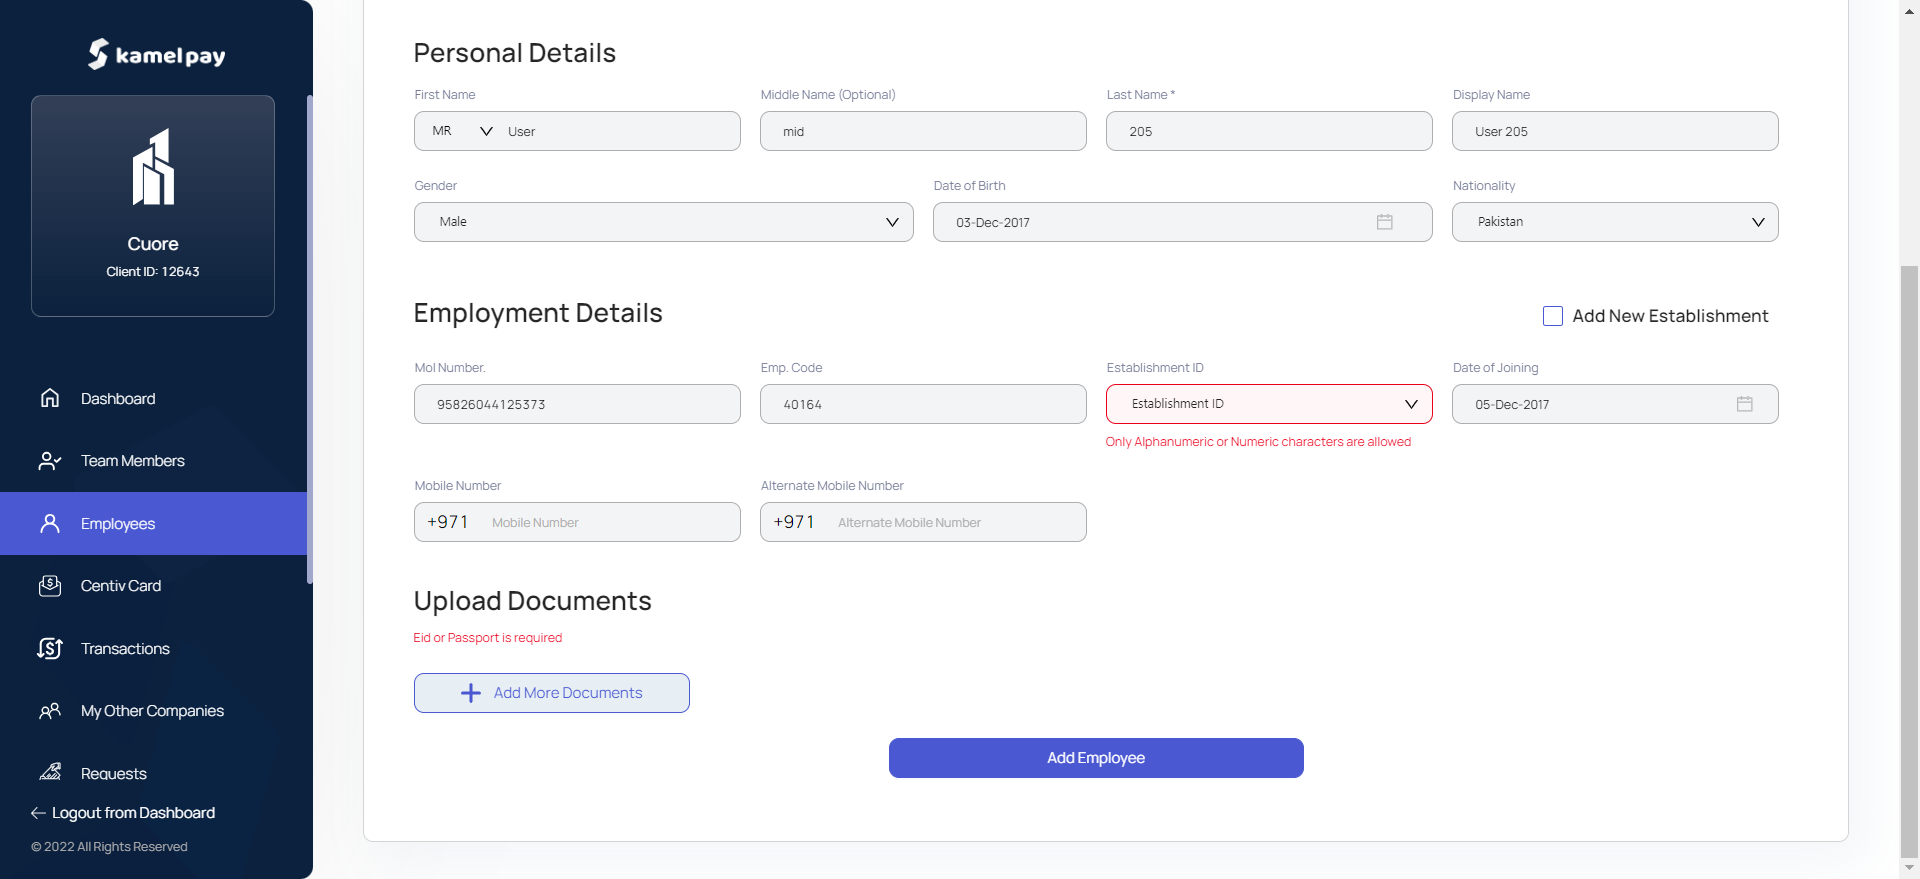 kamelpay
Cuore
Client ID: 12643
Dashboard
Team Members
Employees
Centiv Card
Transactions
My Other Companies
Requests
Logout from Dashboard
© 2022 All Rights Reserved
Personal Details
First Name
Middle Name (Optional)
Last Name *
Display Name
MR
User
mid
205
User 205
Gender
Date of Birth
Nationality
Male
03-Dec-2017
Pakistan
Employment Details
Add New Establishment
Mol Number.
Emp. Code
Establishment ID
Date of Joining
95826044125373
40164
Establishment ID
05-Dec-2017
Only Alphanumeric or Numeric characters are allowed
Mobile Number
Alternate Mobile Number
+971
Mobile Number
+971
Alternate Mobile Number
Upload Documents
Eid or Passport is required
Add More Documents
Add Employee